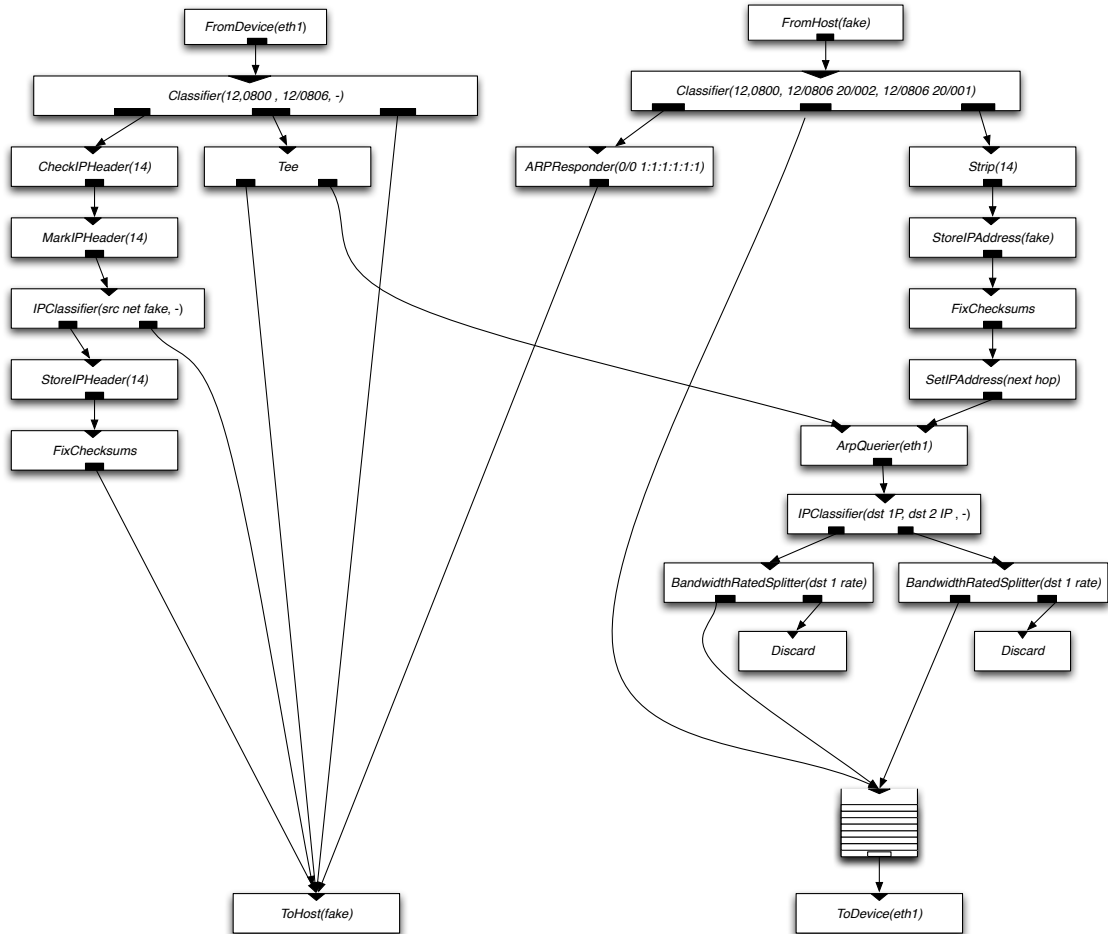 FromDevice(eth1)
FromHost(fake)
Classifier(12,0800 , 12/0806, -)
Classifier(12,0800, 12/0806 20/002, 12/0806 20/001)
CheckIPHeader(14)
Tee
ARPResponder(0/0 1:1:1:1:1:1)
Strip(14)
MarkIPHeader(14)
StoreIPAddress(fake)
IPClassifier(src net fake, -)
FixChecksums
StoreIPHeader(14)
SetIPAddress(next hop)
FixChecksums
ArpQuerier(eth1)
IPClassifier(dst 1P, dst 2 IP , -)
BandwidthRatedSplitter(dst 1 rate)
BandwidthRatedSplitter(dst 1 rate)
Discard
Discard
ToHost(fake)
ToDevice(eth1)